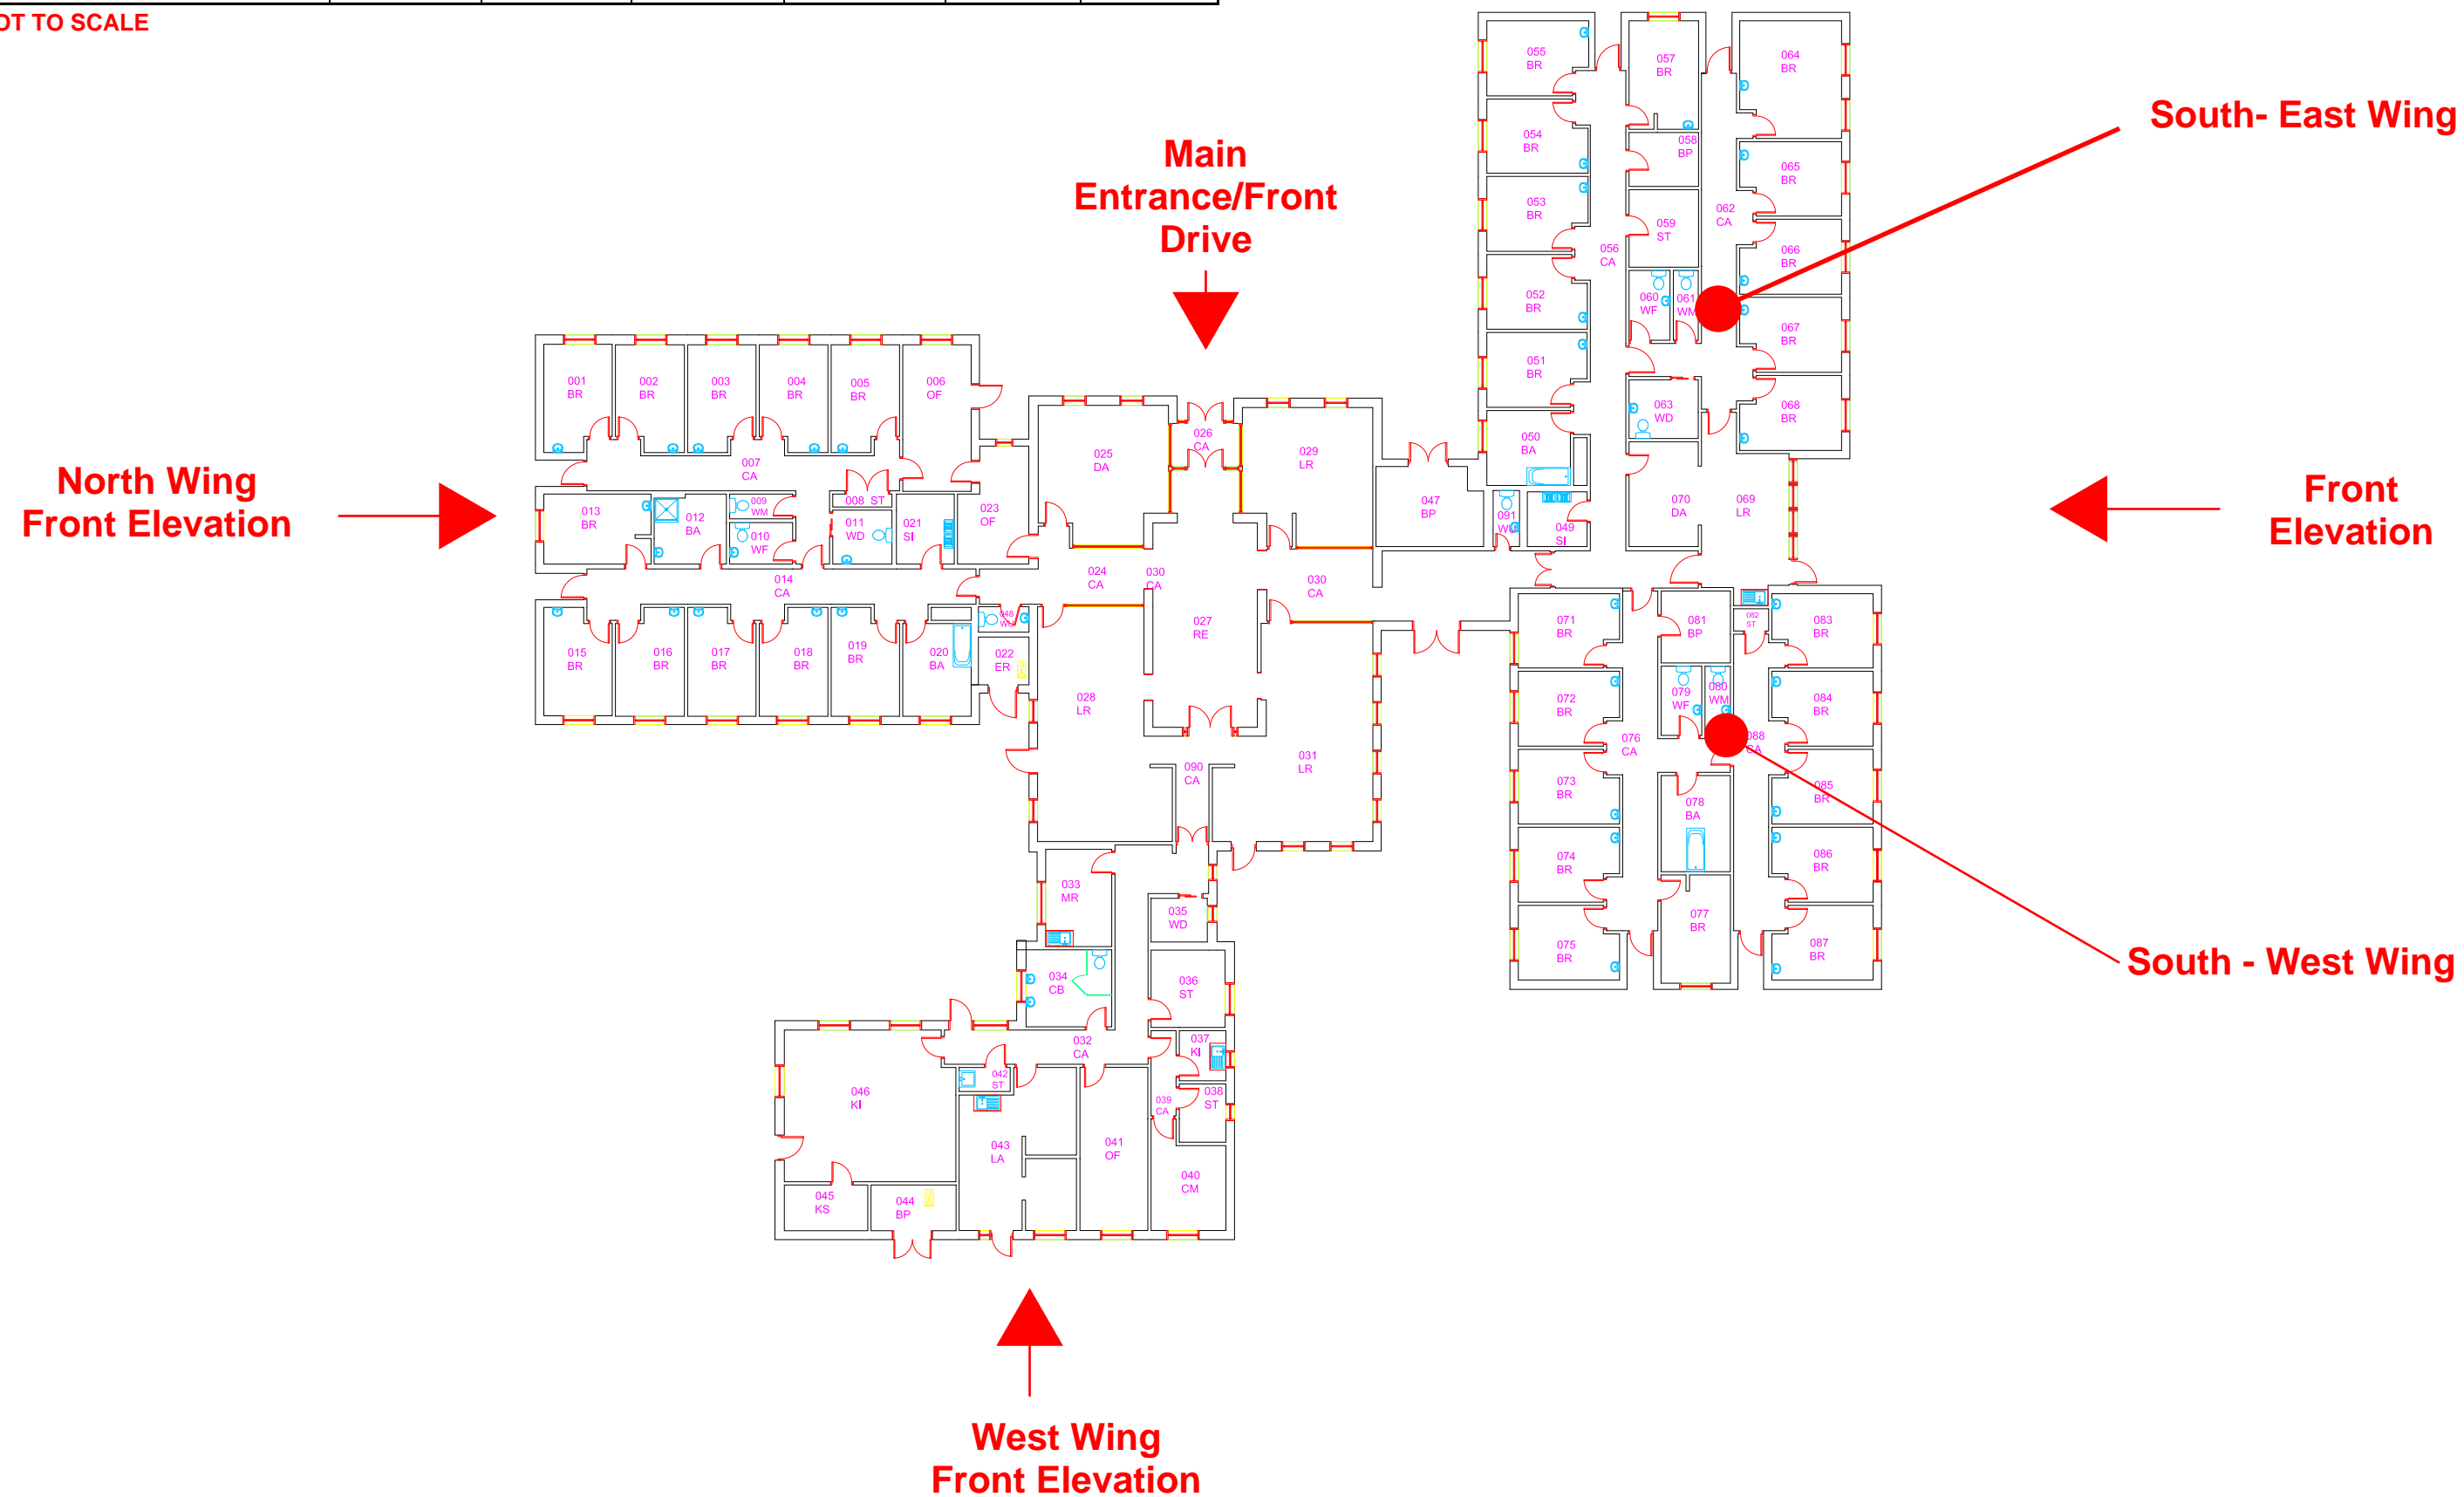 OT TO SCALE
Main
Entrance/Front
Drive
South- East Wing
North Wing
Front Elevation
Front
Elevation
South - West Wing
West Wing
Front Elevation
055
BR
057
BR
064
BR
054
BR
058
BP
065
BR
053
BR
059
ST
062
CA
056
CA
066
BR
052
BR
060
WF
061
WM
067
BR
051
BR
063
WD
068
BR
050
BA
001
BR
002
BR
003
BR
004
BR
005
BR
006
OF
007
CA
008 ST
009
WM
010
WF
011
WD
012
BA
013
BR
021
SI
023
OF
014
CA
015
BR
016
BR
017
BR
018
BR
019
BR
020
BA
048
022
ER
025
DA
026
CA
029
LR
024
CA
030
CA
030
CA
027
RE
028
LR
031
LR
090
CA
047
BP
091
049
SI
070
DA
069
LR
071
BR
081
BP
082
ST
083
BR
072
BR
079
WF
080
WM
084
BR
076
CA
088
CA
073
BR
078
BA
085
BR
074
BR
086
BR
077
BR
075
BR
087
BR
033
MR
035
WD
034
CB
036
ST
032
CA
037
KI
042
ST
038
ST
039
CA
046
KI
043
LA
041
OF
040
CM
045
KS
044
BP